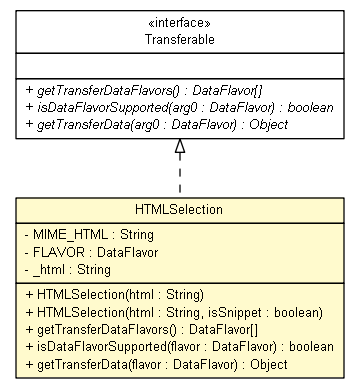 «interface»
Transferable
+ getTransferDataFlavors() : DataFlavor[]
+ isDataFlavorSupported(arg0 : DataFlavor) : boolean
+ getTransferData(arg0 : DataFlavor) : Object
HTMLSelection
- MIME_HTML : String
- FLAVOR : DataFlavor
- _html : String
+ HTMLSelection(html : String)
+ HTMLSelection(html : String, isSnippet : boolean)
+ getTransferDataFlavors() : DataFlavor[]
+ isDataFlavorSupported(flavor : DataFlavor) : boolean
+ getTransferData(flavor : DataFlavor) : Object